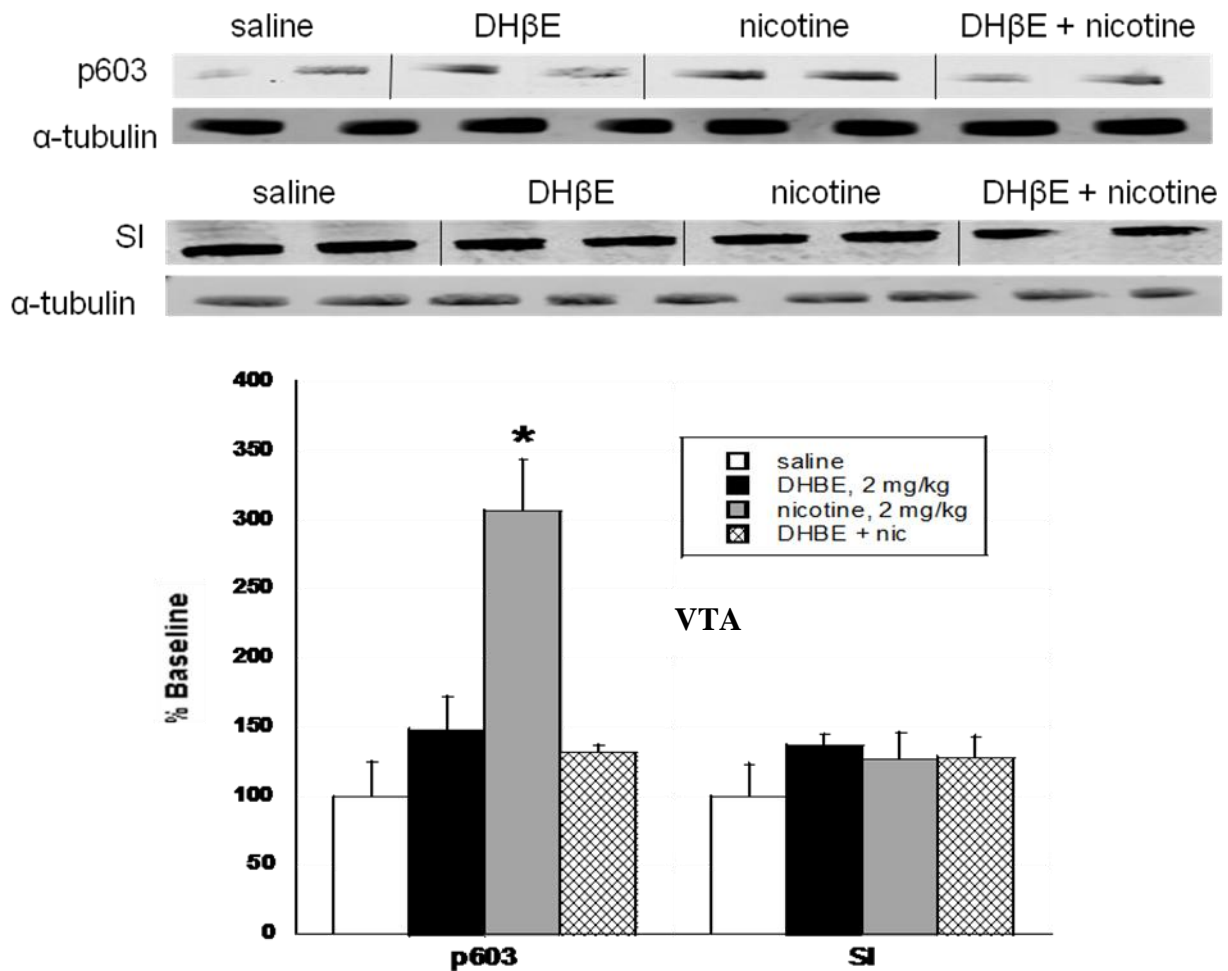 saline DHβE nicotine DHβE + nicotine
p603
α-tubulin
saline DHβE nicotine DHβE + nicotine
SI
α-tubulin
400
350
300
250
200
150
100
50
0
% Baseline
*
saline
DHBE, 2 mg/kg
nicotine, 2 mg/kg
DHBE + nic
VTA
p603 SI